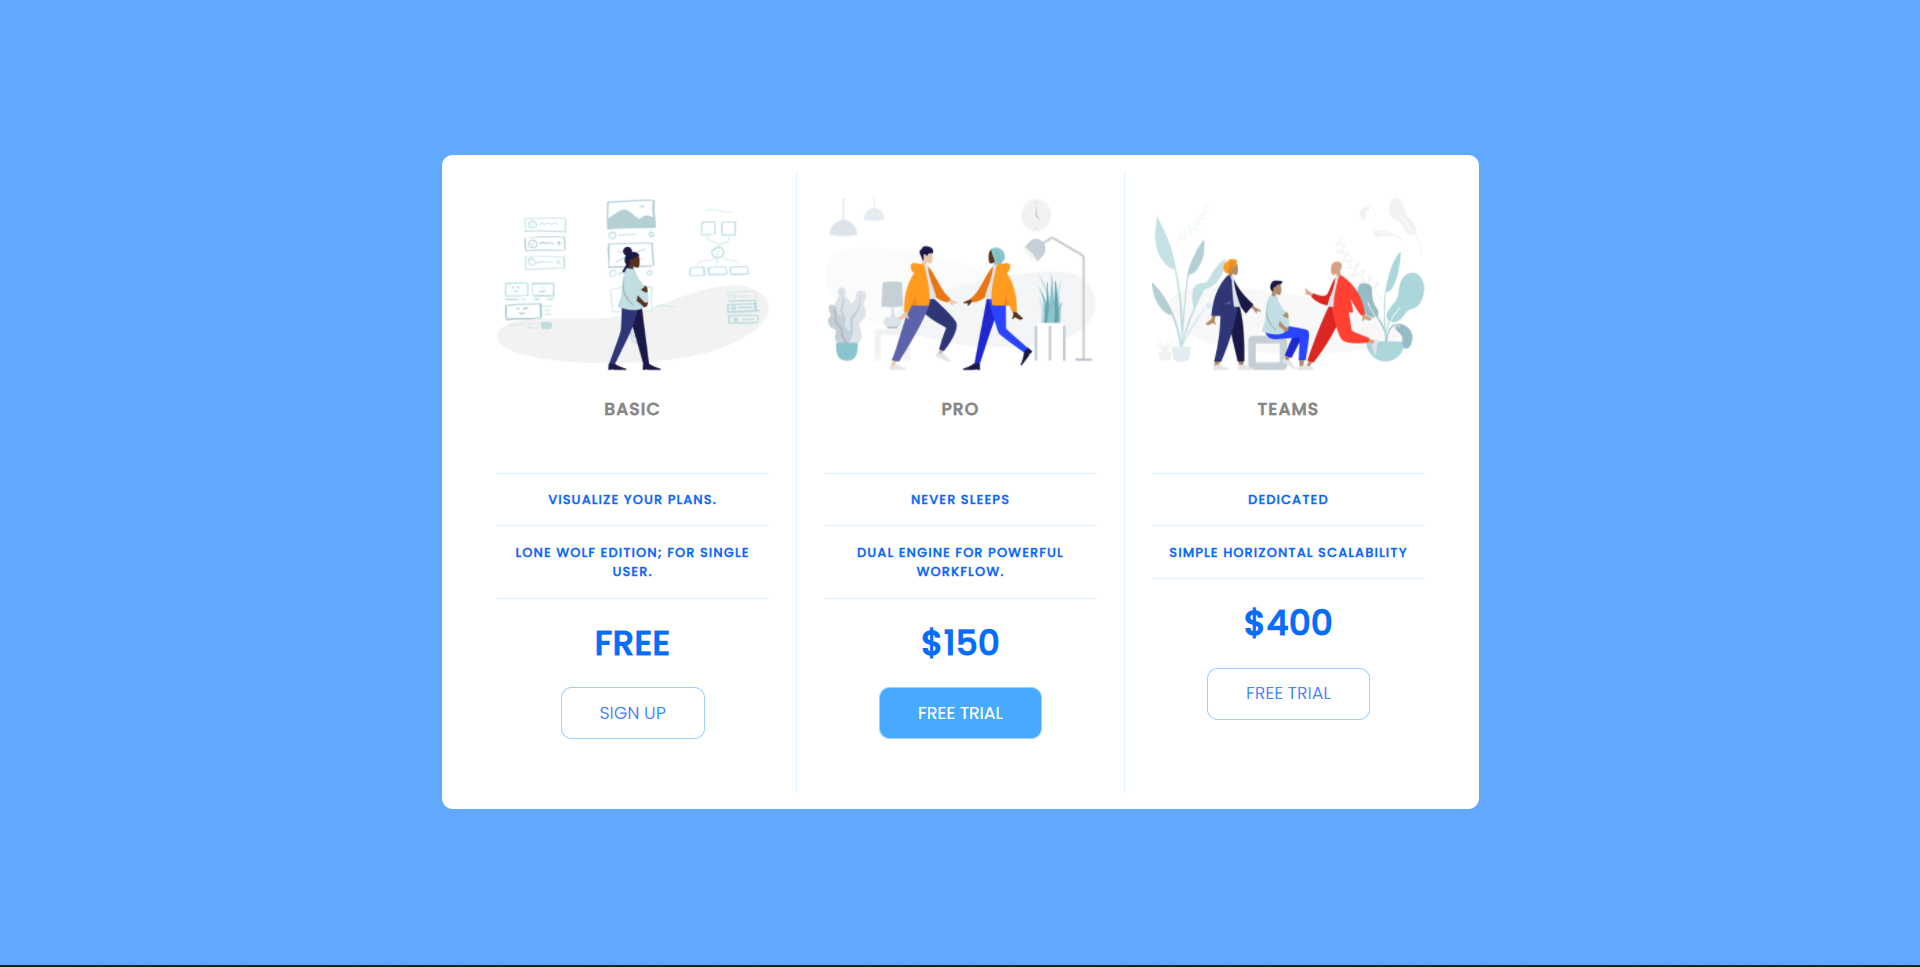 BASIC
VISUALIZE YOUR PLANS.
LONE WOLF EDITION; FOR SINGLE
USER.
FREE
SIGN UP
PRO
NEVER SLEEPS
DUAL ENGINE FOR POWERFUL
WORKFLOW.
$150
FREE TRIAL
TEAMS
DEDICATED
SIMPLE HORIZONTAL SCALABILITY
$400
FREE TRIAL